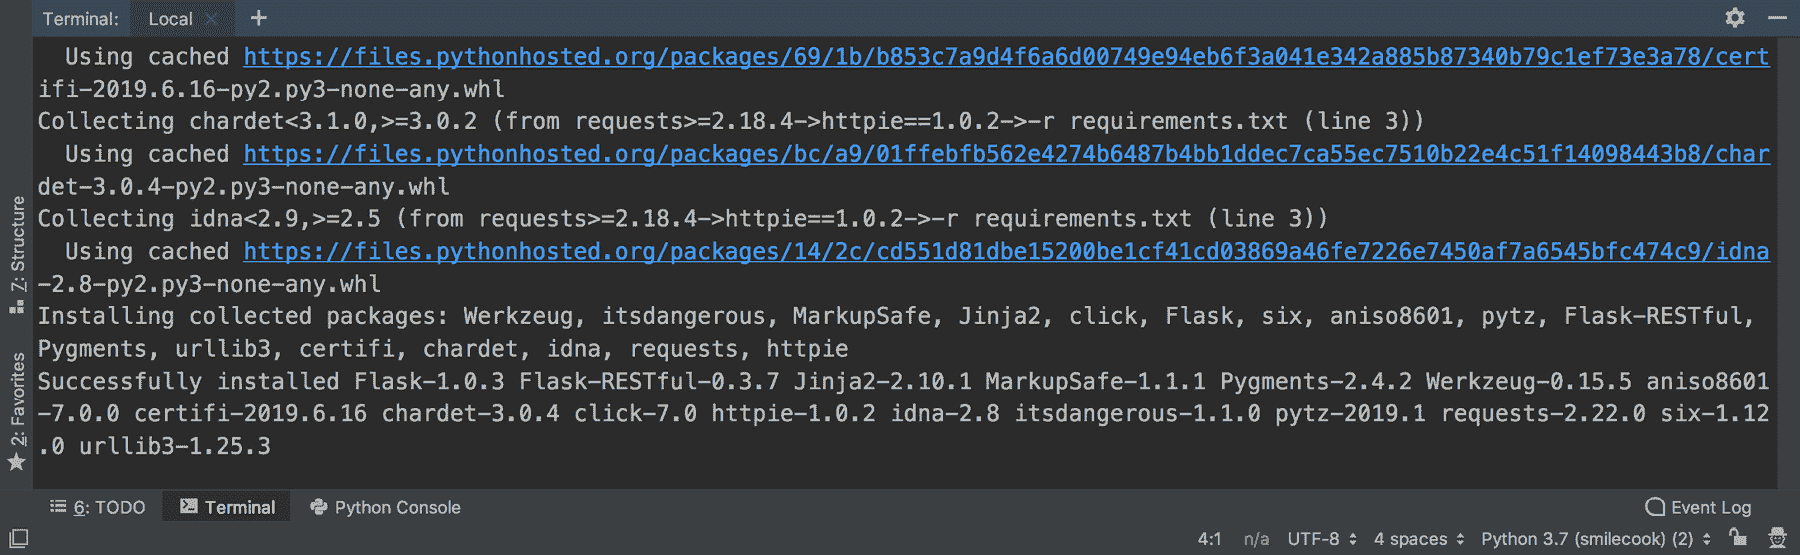 Terminal: Local × +
Using cached https://files.pythonhosted.org/packages/69/1b/b853c7a9d4f6a6d00749e94eb6f3a041e342a885b87340b79c1ef73e3a78/cert
ifi-2019.6.16-py2.py3-none-any.whl
Collecting chardet<3.1.0,>=3.0.2 (from requests>=2.18.4->httpie==1.0.2->-r requirements.txt (line 3))
Using cached https://files.pythonhosted.org/packages/bc/a9/01ffebfb562e4274b6487b4bb1ddec7ca55ec7510b22e4c51f14098443b8/char
det-3.0.4-py2.py3-none-any.whl
Collecting idna<2.9,>=2.5 (from requests>=2.18.4->httpie==1.0.2->-r requirements.txt (line 3))
Using cached https://files.pythonhosted.org/packages/14/2c/cd551d81dbe15200be1cf41cd03869a46fe7226e7450af7a6545bfc474c9/idna
-2.8-py2.py3-none-any.whl
Installing collected packages: Werkzeug, itsdangerous, MarkupSafe, Jinja2, click, Flask, six, aniso8601, pytz, Flask-RESTful,
Pygments, urllib3, certifi, chardet, idna, requests, httpie
Successfully installed Flask-1.0.3 Flask-RESTful-0.3.7 Jinja2-2.10.1 MarkupSafe-1.1.1 Pygments-2.4.2 Werkzeug-0.15.5 aniso8601
-7.0.0 certifi-2019.6.16 chardet-3.0.4 click-7.0 httpie-1.0.2 idna-2.8 itsdangerous-1.1.0 pytz-2019.1 requests-2.22.0 six-1.12
.0 urllib3-1.25.3
7: Structure
2: Favorites
6: TODO Terminal Python Console Event Log
4:1 n/a UTF-8 4 spaces Python 3.7 (smilecook) (2)